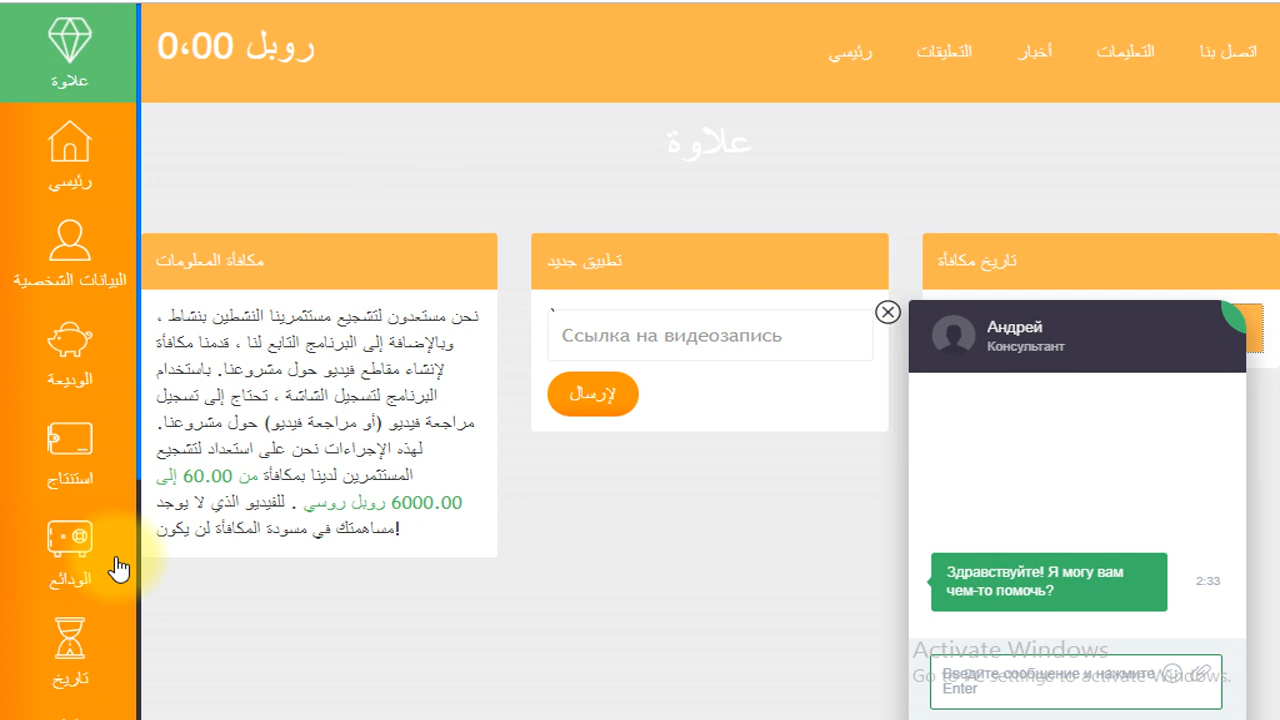 علاوة
رئيسي
البيانات الشخصية
الوديعة
استنتاج
الودائع
تاريخ
0،00 روبل
اتصل بنا
التعليمات
أخبار
التعليقات
رئيسي
علاوة
مكافأة المعلومات
نحن مستعدون لتشجيع مستثمرينا النشطين بنشاط ،
وبالإضافة إلى البرنامج التابع لنا ، قدمنا مكافأة
لإنشاء مقاطع فيديو حول مشروعنا. باستخدام
البرنامج لتسجيل الشاشة ، تحتاج إلى تسجيل
مراجعة فيديو (أو مراجعة فيديو) حول مشروعنا.
لهذه الإجراءات نحن على استعداد لتشجيع
المستثمرين لدينا بمكافأة من 60.00 إلى
6000.00 روبل روسي . للفيديو الذي لا يوجد
مساهمتك في مسودة المكافأة لن يكون!
تطبيق جديد
Ссылка на видеозапись
لإرسال
تاريخ مكافأة
Андрей
Консультант
Здравствуйте! Я могу вам
чем-то помочь?
2:33
Введите сообщение и нажмите
Enter
Activate Windows
Go to PC settings to activate Windows.